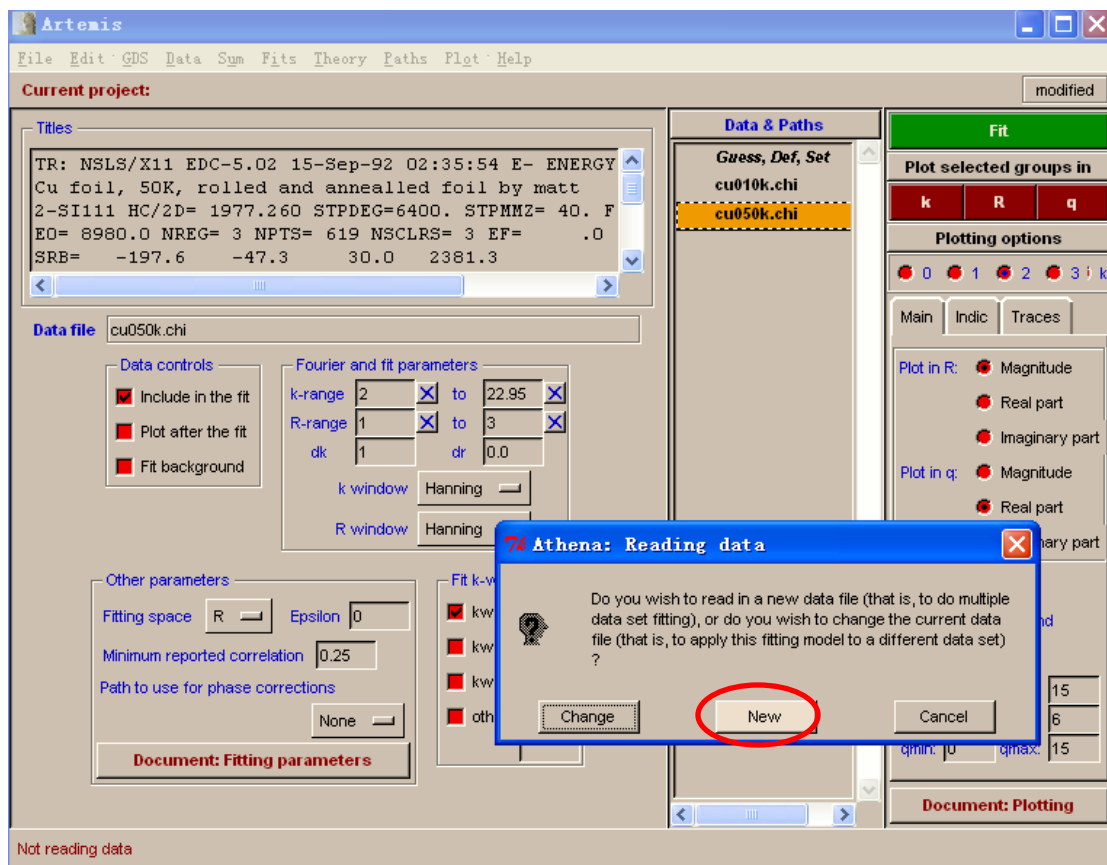 Artemis
File Edit GDS Data Sum Fits Theory Paths Plot Help
Current project:
modified
Titles
TR: NSLS/X11 EDC-5.02 15-Sep-92 02:35:54 E- ENERGY
Cu foil, 50K, rolled and annealled foil by matt
2-SI111 HC/2D= 1977.260 STPDEG=6400. STPMMZ= 40. F
E0= 8980.0 NREG= 3 NPTS= 619 NSCLRS= 3 EF= .0
SRB= -197.6 -47.3 30.0 2381.3
Data file cu050k.chi
Data controls
Include in the fit
Plot after the fit
Fit background
Fourier and fit parameters
k-range 2 to 22.95
R-range 1 to 3
dk 1 dr 0.0
k window Hanning
R window Hanning
Other parameters
Fitting space R Epsilon 0
Minimum reported correlation 0.25
Path to use for phase corrections
None
Document: Fitting parameters
Fit k-w
kw
kw
kw
oth
Data & Paths
Guess, Def, Set
cu010k.chi
cu050k.chi
Fit
Plot selected groups in
k R q
Plotting options
0 1 2 3 k
Main Indic Traces
Plot in R: Magnitude
Real part
Imaginary part
Plot in q: Magnitude
Real part
nary part
nd
15
6
qmin: 0 qmax: 15
Document: Plotting
Athena: Reading data
Do you wish to read in a new data file (that is, to do multiple
data set fitting), or do you wish to change the current data
file (that is, to apply this fitting model to a different data set)
?
Change New Cancel
Not reading data